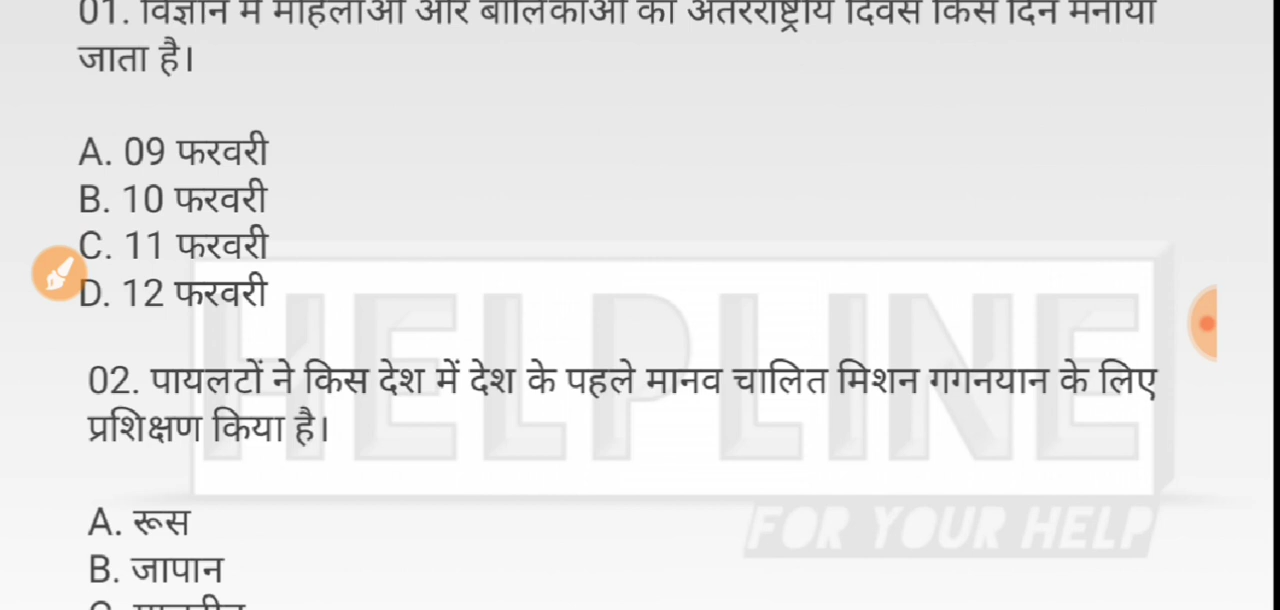 01. विज्ञान में महिलाओं और बालिकाओं का अंतरराष्ट्रीय दिवस किस दिन मनाया
जाता है।
A. 09 फरवरी
B. 10 फरवरी
C. 11 फरवरी
D. 12 फरवरी
02. पायलटों ने किस देश में देश के पहले मानव चालित मिशन गगनयान के लिए
प्रशिक्षण किया है।
A. रूस
B. जापान
HELPLINE
FOR YOUR HELP